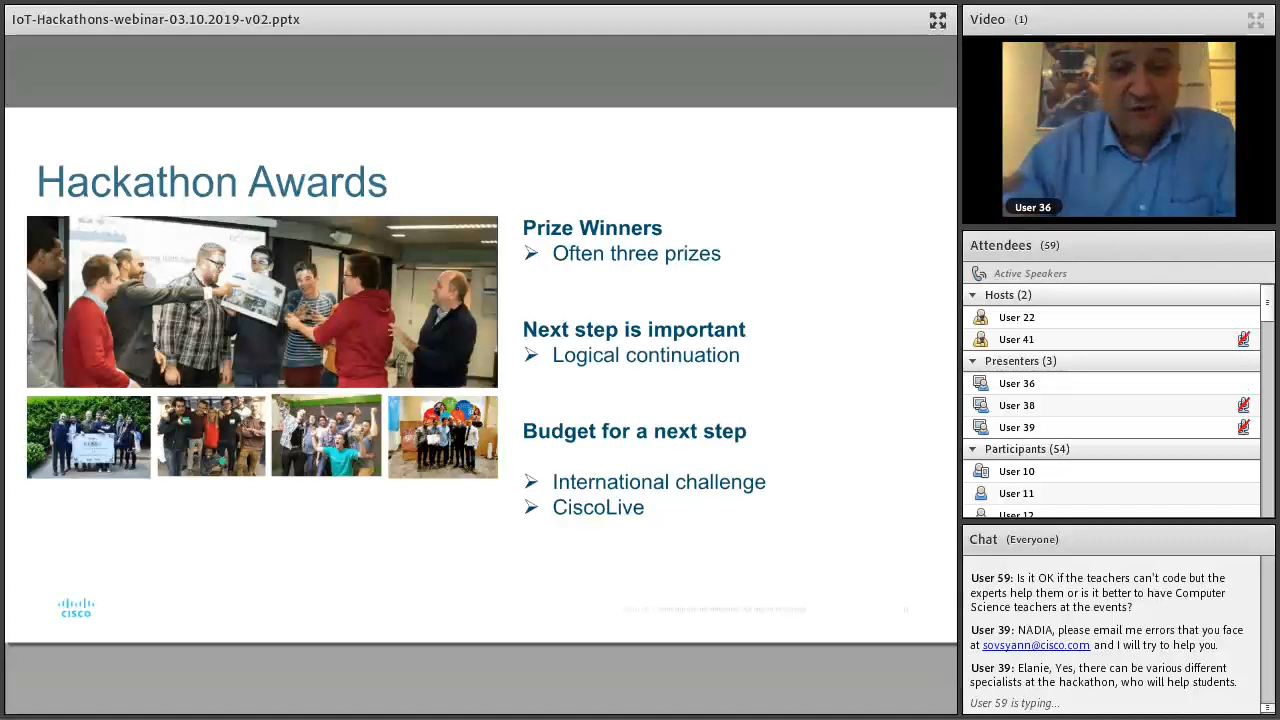 IoT-Hackathons-webinar-03.10.2019-v02.pptx
Hackathon Awards
Prize Winners
➢ Often three prizes
Next step is important
➢ Logical continuation
Budget for a next step
➢ International challenge
➢ CiscoLive
CISCO
Video (1)
User 36
Attendees (59)
Active Speakers
Hosts (2)
User 22
User 41
Presenters (3)
User 36
User 38
User 39
Participants (54)
User 10
User 11
User 12
Chat (Everyone)
User 59: Is it OK if the teachers can't code but the
experts help them or is it better to have Computer
Science teachers at the events?
User 39: NADIA, please email me errors that you face
at sovsyann@cisco.com and I will try to help you.
User 39: Elanie, Yes, there can be various different
specialists at the hackathon, who will help students.
User 59 is typing...